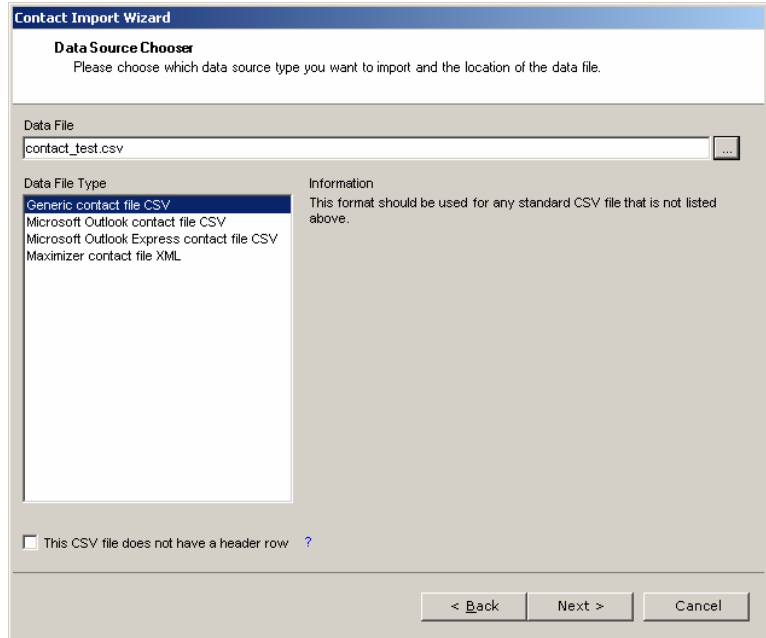 Contact Import Wizard
Data Source Chooser
Please choose which data source type you want to import and the location of the data file.
Data File
contact_test.csv
...
Data File Type
Generic contact file CSV
Microsoft Outlook contact file CSV
Microsoft Outlook Express contact file CSV
Maximizer contact file XML
Information
This format should be used for any standard CSV file that is not listed
above.
This CSV file does not have a header row ?
< Back
Next >
Cancel